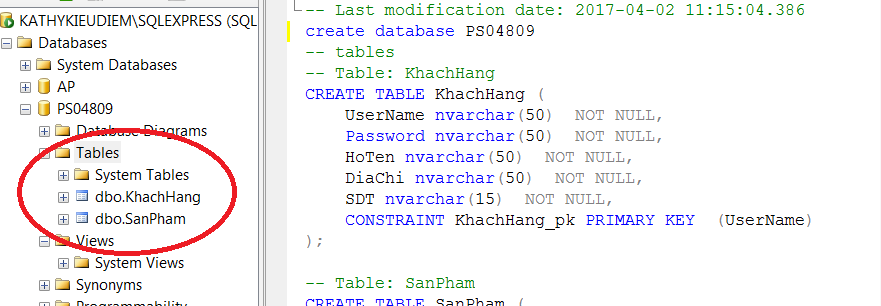 KATHYKIEUDIEM\SQLEXPRESS (SQL
Databases
System Databases
AP
PS04809
Database Diagrams
Tables
System Tables
dbo.KhachHang
dbo.SanPham
Views
System Views
Synonyms
Programmability
-- Last modification date: 2017-04-02 11:15:04.386
create database PS04809
-- tables
-- Table: KhachHang
CREATE TABLE KhachHang (
UserName nvarchar(50)  NOT NULL,
Password nvarchar(50)  NOT NULL,
HoTen nvarchar(50)  NOT NULL,
DiaChi nvarchar(50)  NOT NULL,
SDT nvarchar(15)  NOT NULL,
CONSTRAINT KhachHang_pk PRIMARY KEY  (UserName)
);
-- Table: SanPham
CREATE TABLE SanPham (